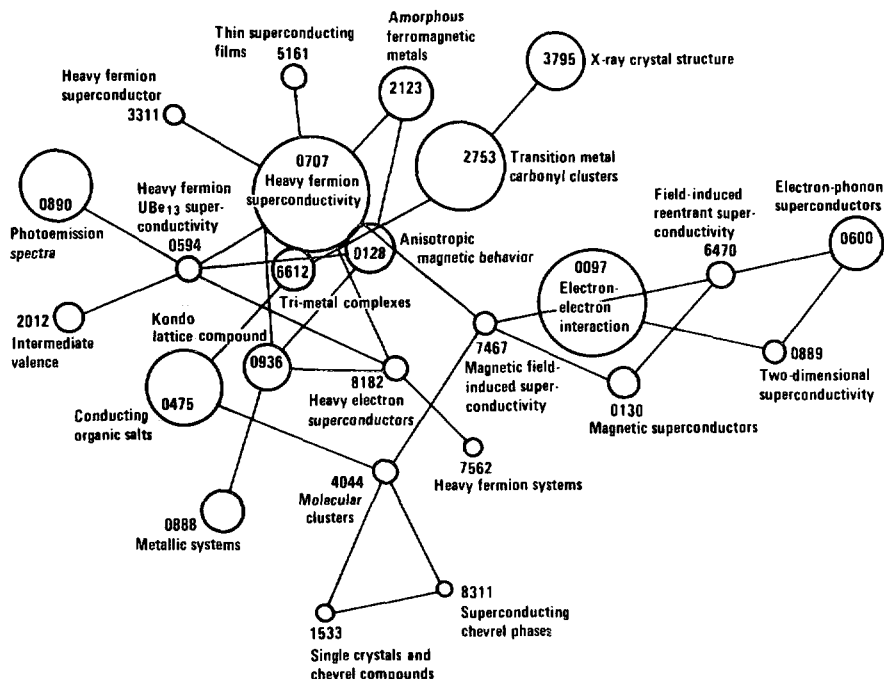 Thin superconducting
films
5161
Amorphous
ferromagnetic
metals
2123
3795
X-ray crystal structure
Heavy fermion
superconductor
3311
0707
Heavy fermion
superconductivity
2753
Transition metal
carbonyl clusters
0890
Photoemission
spectra
Heavy fermion
UBe13 super-
conductivity
0594
6612
Tri-metal complexes
0128
Anisotropic
magnetic behavior
Field-induced
reentrant super-
conductivity
6470
Electron-phonon
superconductors
0600
0097
Electron-
electron
interaction
2012
Intermediate
valence
Kondo
lattice compound
0936
8182
Heavy electron
superconductors
7467
Magnetic field-
induced super-
conductivity
0889
Two-dimensional
superconductivity
0130
Magnetic superconductors
0475
Conducting
organic salts
7562
Heavy fermion systems
4044
Molecular
clusters
0888
Metallic systems
8311
Superconducting
chevrel phases
1533
Single crystals and
chevrel compounds